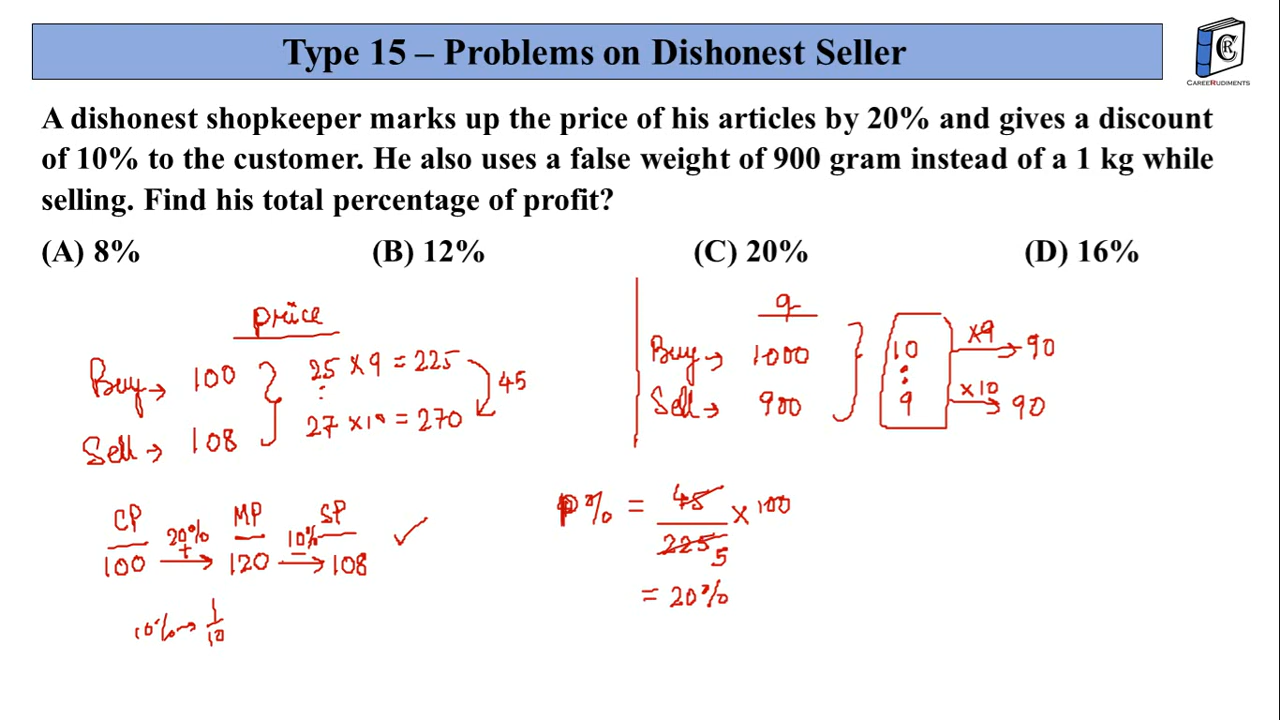 Type 15 – Problems on Dishonest Seller
CR
CAREERUDIMENTS
A dishonest shopkeeper marks up the price of his articles by 20% and gives a discount
of 10% to the customer. He also uses a false weight of 900 gram instead of a 1 kg while
selling. Find his total percentage of profit?
(A) 8% (B) 12% (C) 20% (D) 16%
price
Buy → 100 25 × 9 = 225
: 45
Sell → 108 27 × 10 = 270
q
Buy → 1000 10 ×9 → 90
:
Sell → 900 9 ×10 → 90
CP 20% MP 10% SP
+ −
100 → 120 → 108 ✓
10% → 1/10
P% = 45/225 5 × 100
= 20%